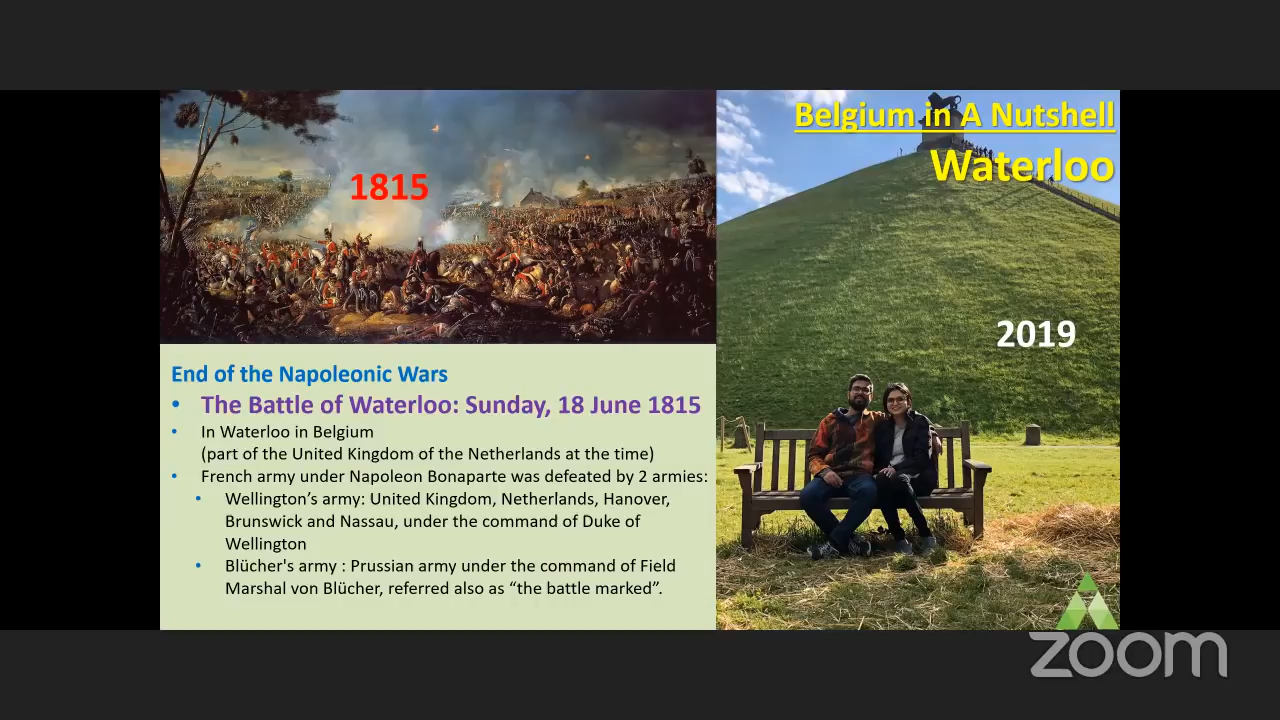 Belgium in A Nutshell
Waterloo
1815
2019
End of the Napoleonic Wars
• The Battle of Waterloo: Sunday, 18 June 1815
• In Waterloo in Belgium
(part of the United Kingdom of the Netherlands at the time)
• French army under Napoleon Bonaparte was defeated by 2 armies:
• Wellington’s army: United Kingdom, Netherlands, Hanover,
Brunswick and Nassau, under the command of Duke of
Wellington
• Blücher's army : Prussian army under the command of Field
Marshal von Blücher, referred also as “the battle marked”.
zoom